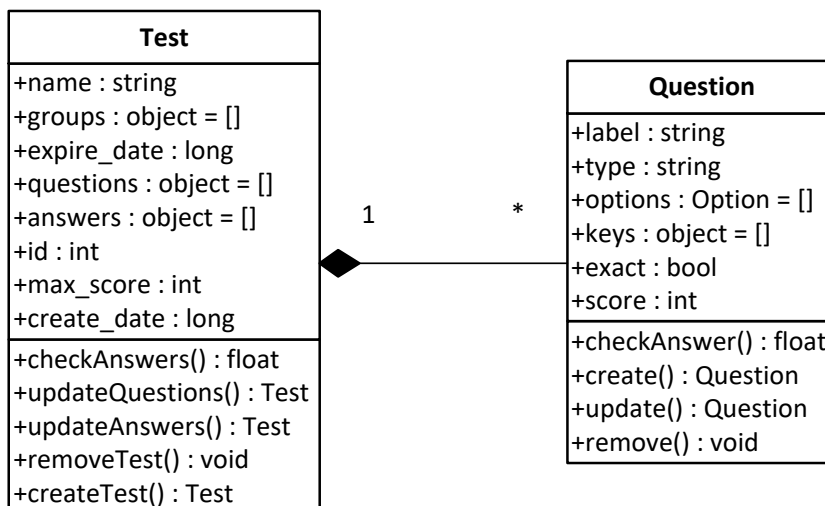 Test
+name : string
+groups : object = []
+expire_date : long
+questions : object = []
+answers : object = []
+id : int
+max_score : int
+create_date : long
+checkAnswers() : float
+updateQuestions() : Test
+updateAnswers() : Test
+removeTest() : void
+createTest() : Test
1
*
Question
+label : string
+type : string
+options : Option = []
+keys : object = []
+exact : bool
+score : int
+checkAnswer() : float
+create() : Question
+update() : Question
+remove() : void